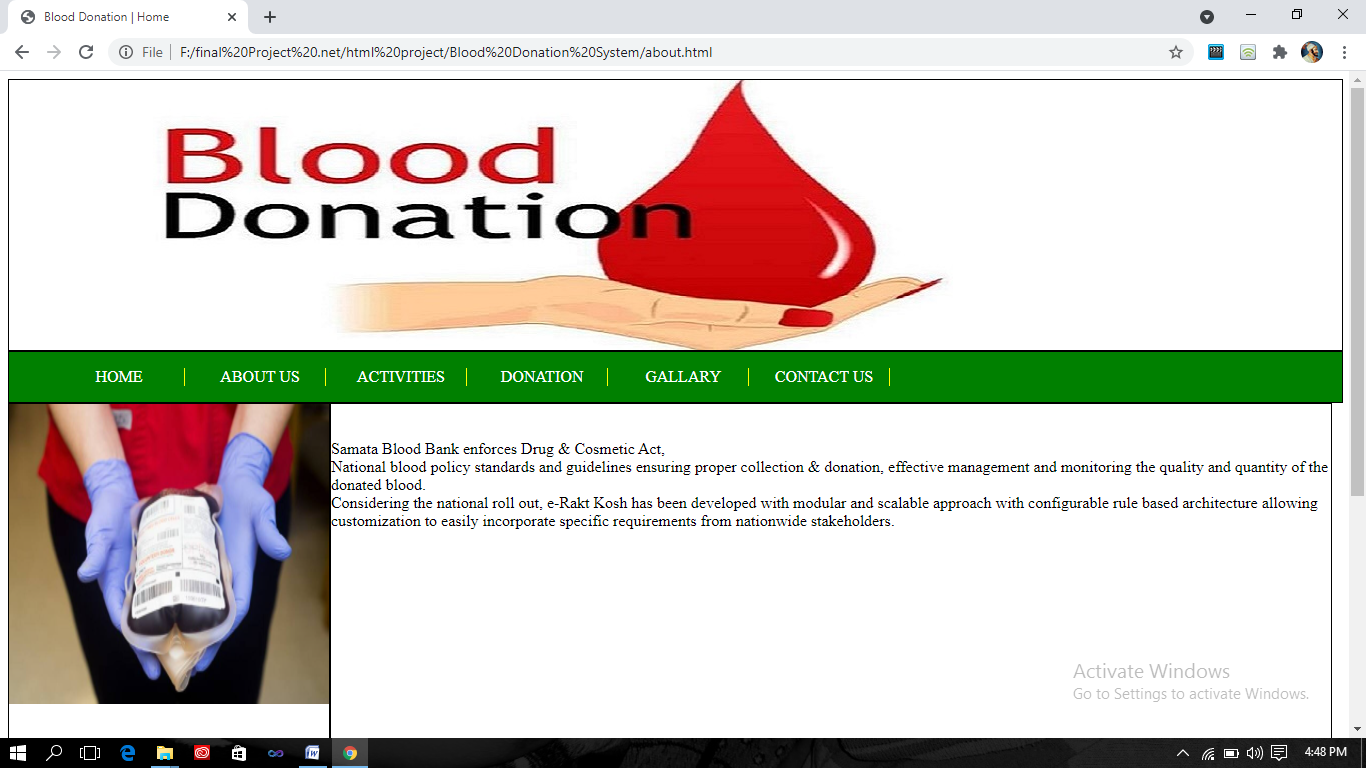 Blood Donation | Home
File | F:/final%20Project%20.net/html%20project/Blood%20Donation%20System/about.html
Blood
Donation
HOME ABOUT US ACTIVITIES DONATION GALLARY CONTACT US
Samata Blood Bank enforces Drug & Cosmetic Act,
National blood policy standards and guidelines ensuring proper collection & donation, effective management and monitoring the quality and quantity of the
donated blood.
Considering the national roll out, e-Rakt Kosh has been developed with modular and scalable approach with configurable rule based architecture allowing
customization to easily incorporate specific requirements from nationwide stakeholders.
Activate Windows
Go to Settings to activate Windows.
4:48 PM